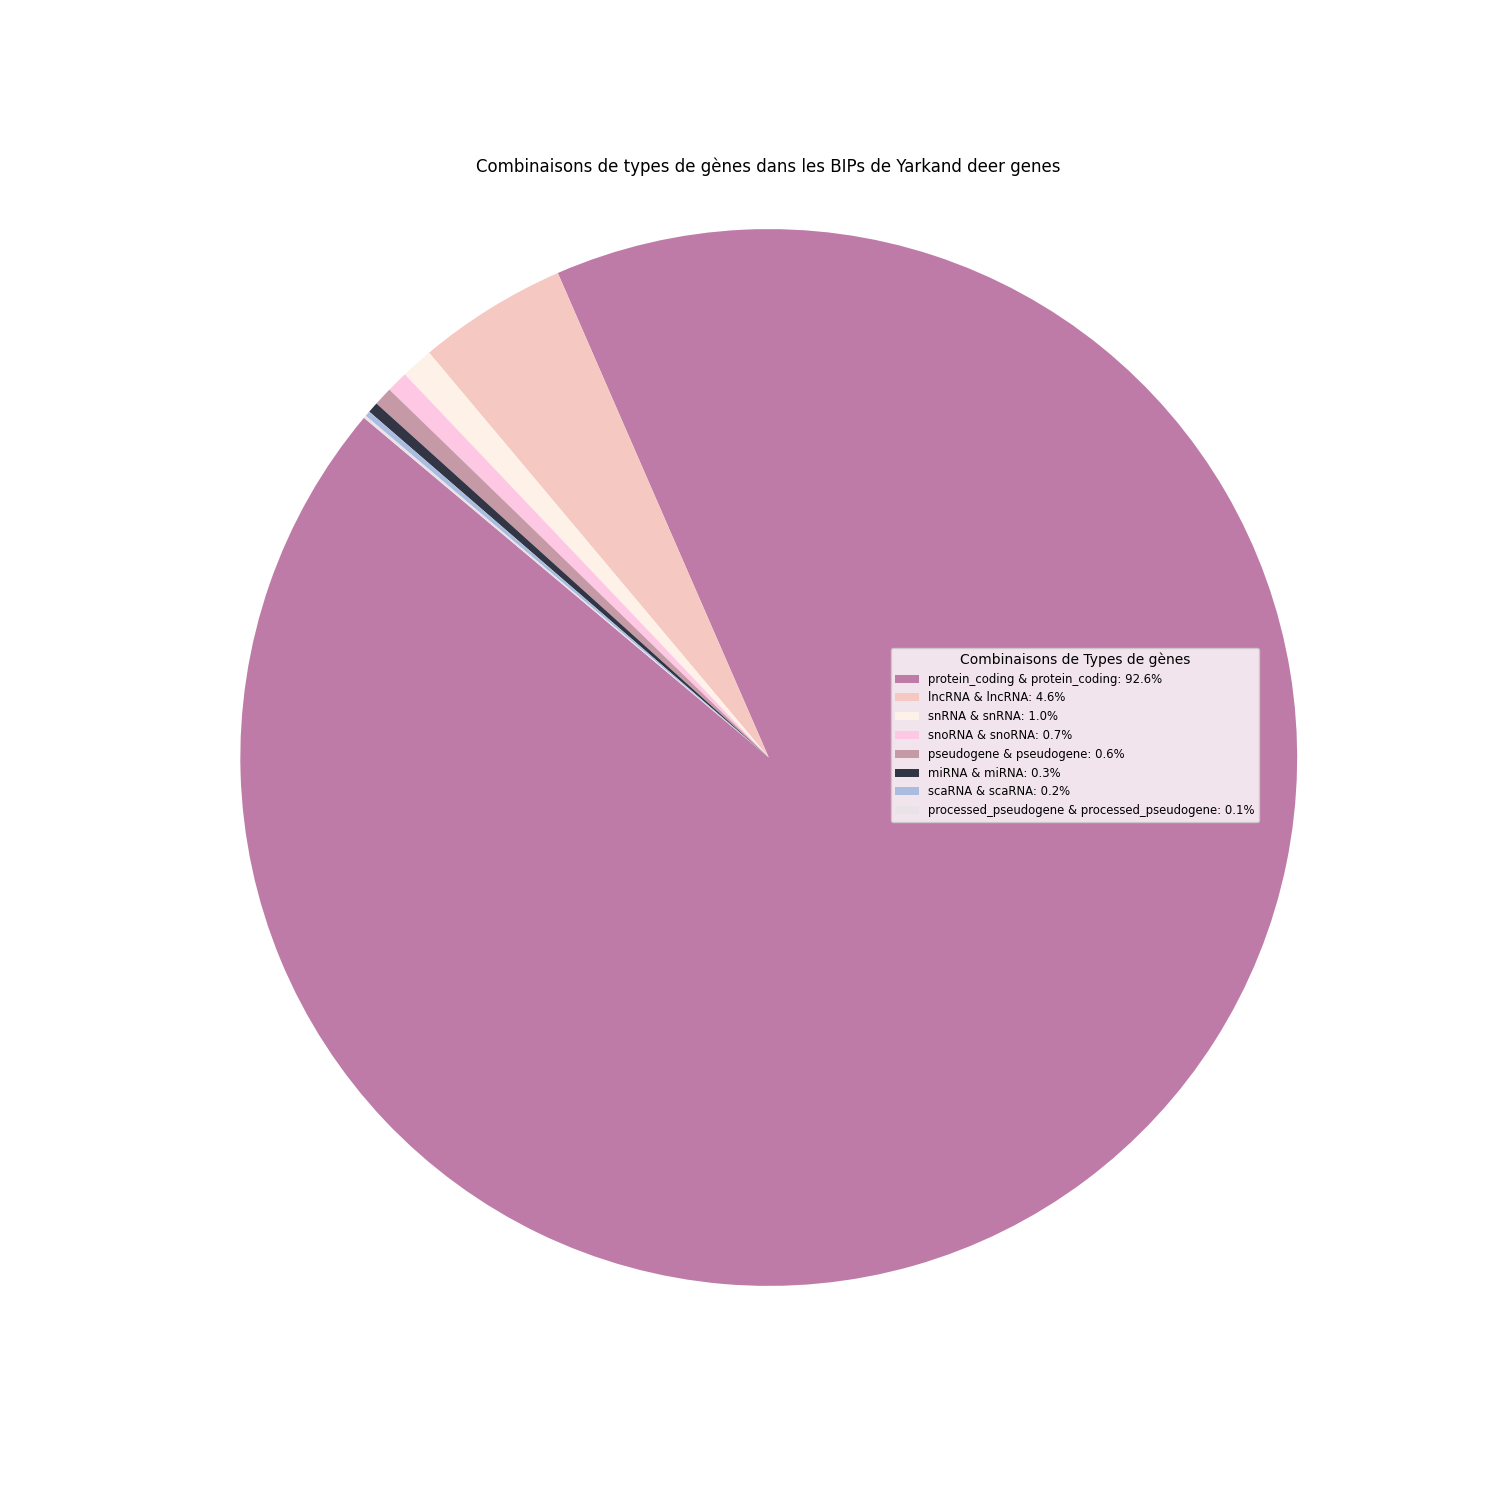 Combinaisons de types de gènes dans les BIPs de Yarkand deer genes
Combinaisons de Types de gènes
protein_coding & protein_coding: 92.6%
lncRNA & lncRNA: 4.6%
snRNA & snRNA: 1.0%
snoRNA & snoRNA: 0.7%
pseudogene & pseudogene: 0.6%
miRNA & miRNA: 0.3%
scaRNA & scaRNA: 0.2%
processed_pseudogene & processed_pseudogene: 0.1%